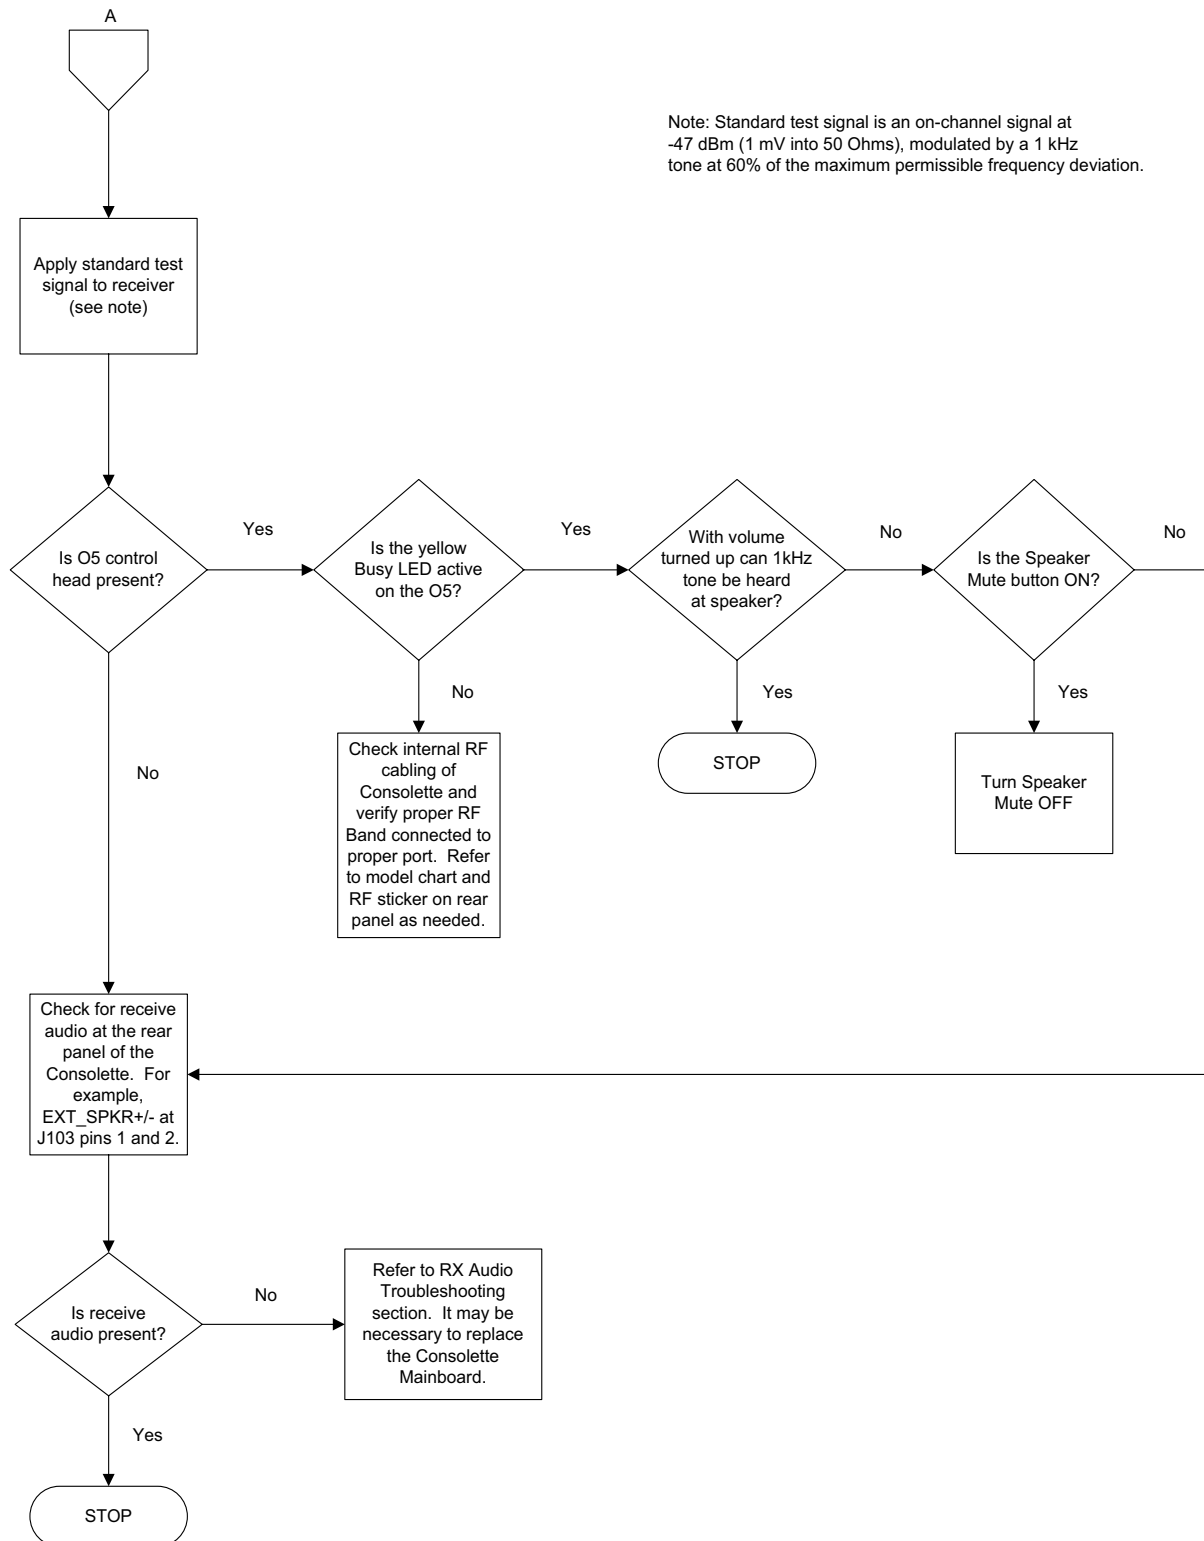 A
Note: Standard test signal is an on-channel signal at
-47 dBm (1 mV into 50 Ohms), modulated by a 1 kHz
tone at 60% of the maximum permissible frequency deviation.
Apply standard test
signal to receiver
(see note)
Is O5 control
head present?
Yes
Is the yellow
Busy LED active
on the O5?
Yes
With volume
turned up can 1kHz
tone be heard
at speaker?
No
Is the Speaker
Mute button ON?
No
No
Check internal RF
cabling of
Consolette and
verify proper RF
Band connected to
proper port. Refer
to model chart and
RF sticker on rear
panel as needed.
Yes
STOP
Yes
Turn Speaker
Mute OFF
No
Check for receive
audio at the rear
panel of the
Consolette. For
example,
EXT_SPKR+/- at
J103 pins 1 and 2.
Is receive
audio present?
No
Refer to RX Audio
Troubleshooting
section. It may be
necessary to replace
the Consolette
Mainboard.
Yes
STOP